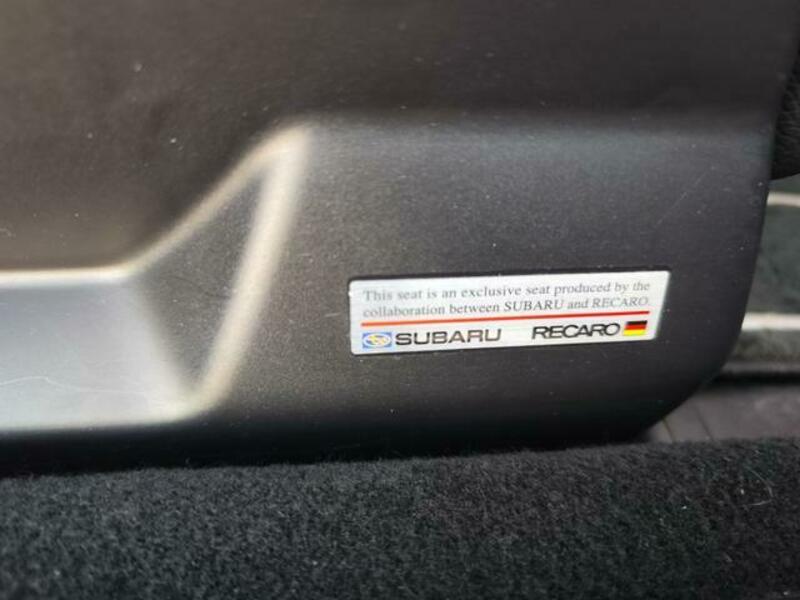 This seat is an exclusive seat produced by the
collaboration between SUBARU and RECARO.
SUBARU RECARO